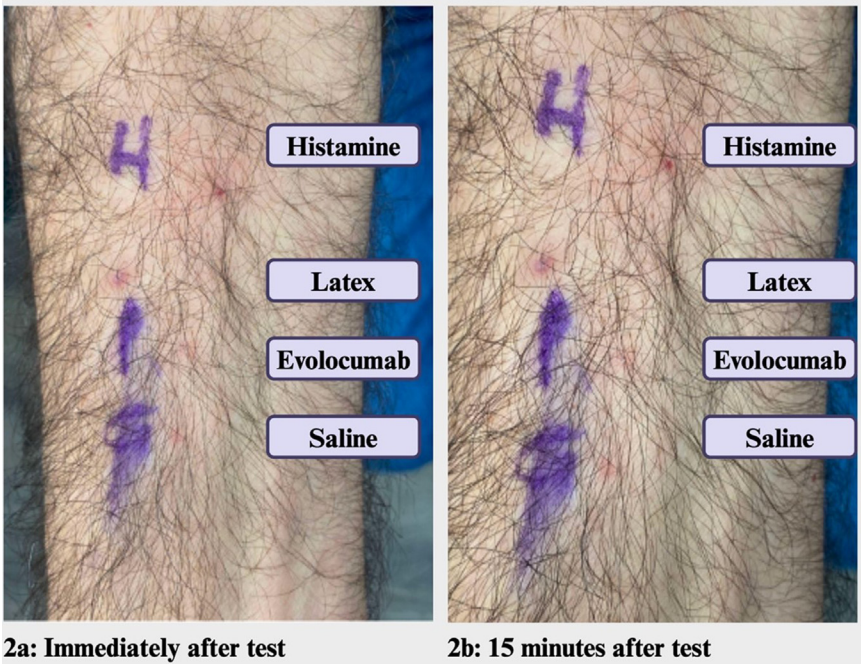 H
Histamine
Latex
Evolocumab
Saline
2a: Immediately after test
H
Histamine
Latex
Evolocumab
Saline
2b: 15 minutes after test